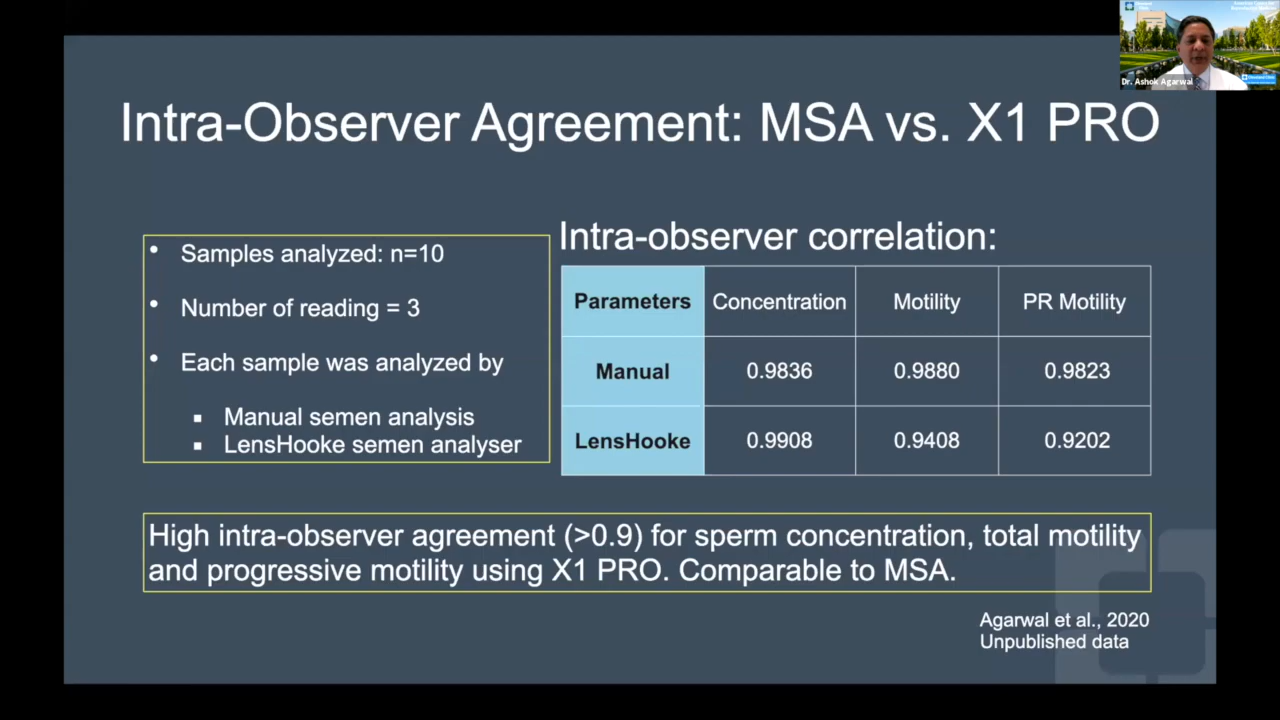 Intra-Observer Agreement: MSA vs. X1 PRO
• Samples analyzed: n=10
• Number of reading = 3
• Each sample was analyzed by
▪ Manual semen analysis
▪ LensHooke semen analyser
Intra-observer correlation:
Parameters Concentration Motility PR Motility
Manual 0.9836 0.9880 0.9823
LensHooke 0.9908 0.9408 0.9202
High intra-observer agreement (>0.9) for sperm concentration, total motility
and progressive motility using X1 PRO. Comparable to MSA.
Agarwal et al., 2020
Unpublished data
Dr. Ashok Agarwal